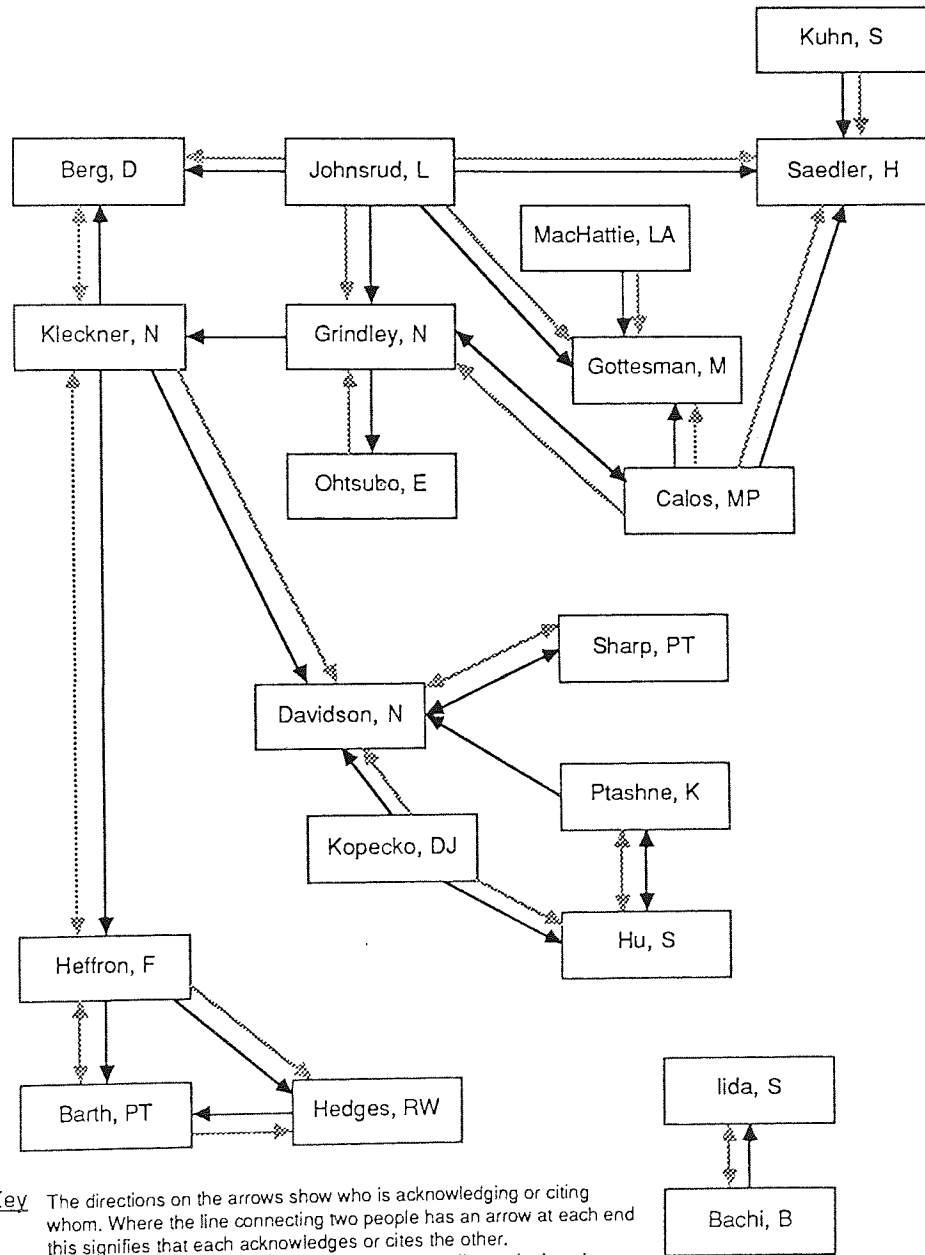 Kuhn, S
Berg, D
Johnsrud, L
Saedler, H
MacHattie, LA
Kleckner, N
Grindley, N
Gottesman, M
Ohtsubo, E
Calos, MP
Sharp, PT
Davidson, N
Ptashne, K
Kopecko, DJ
Hu, S
Heffron, F
Iida, S
Barth, PT
Hedges, RW
Bachi, B
Key The directions on the arrows show who is acknowledging or citing
whom. Where the line connecting two people has an arrow at each end
this signifies that each acknowledges or cites the other.